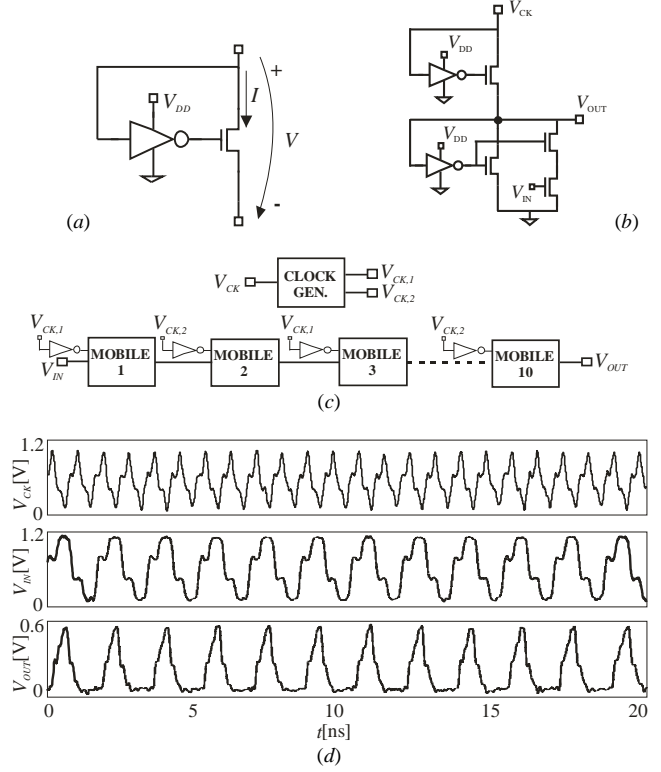 V_DD
I
+
V
-
(a)
V_CK
V_DD
V_OUT
V_DD
V_IN
(b)
V_CK
CLOCK GEN.
V_CK,1
V_CK,2
V_CK,1
V_CK,2
V_CK,1
V_CK,2
V_IN
MOBILE 1
MOBILE 2
MOBILE 3
MOBILE 10
V_OUT
(c)
1.2
V_CK[V]
0
1.2
V_IN[V]
0
0.6
V_OUT[V]
0
0 5 10 15 20
t[ns]
(d)